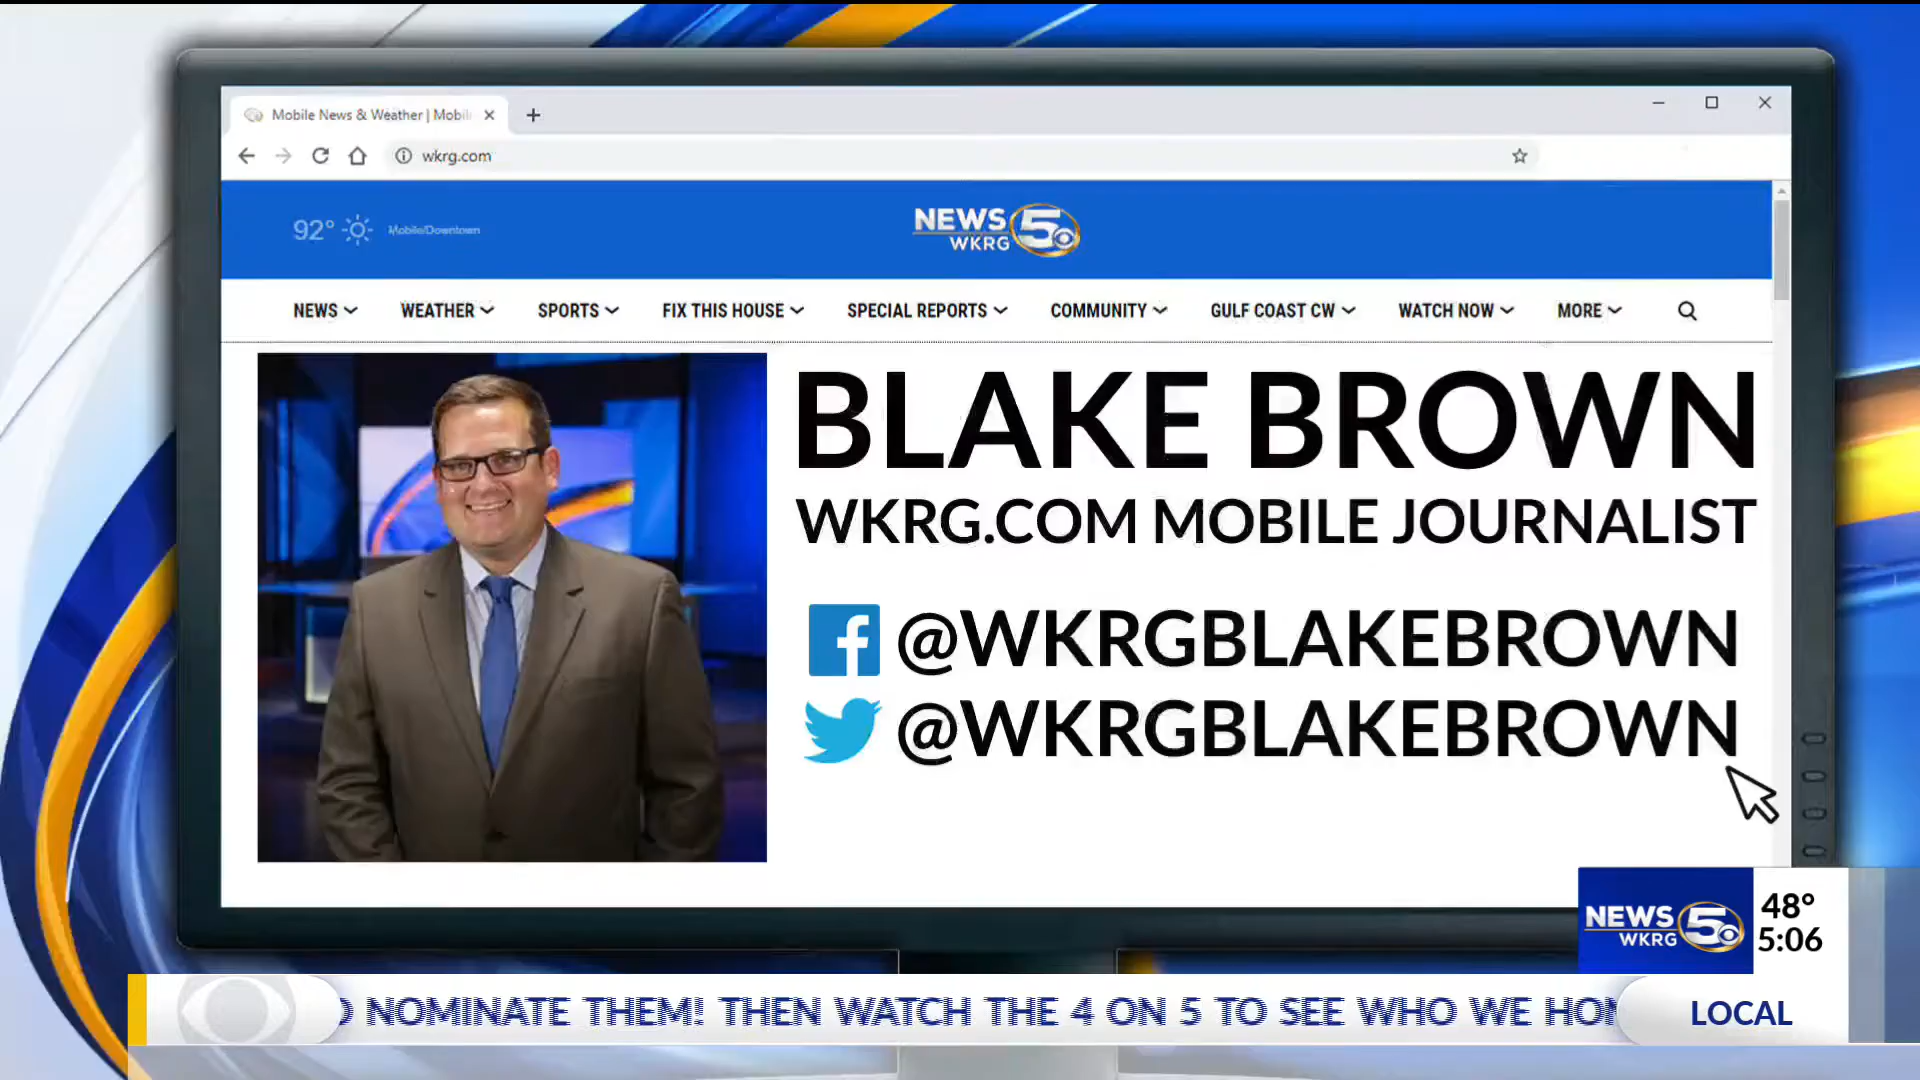 Mobile News & Weather | Mobil
wkrg.com
92° Mobile/Downtown
NEWS 5
WKRG
NEWS WEATHER SPORTS FIX THIS HOUSE SPECIAL REPORTS COMMUNITY GULF COAST CW WATCH NOW MORE
BLAKE BROWN
WKRG.COM MOBILE JOURNALIST
@WKRGBLAKEBROWN
@WKRGBLAKEBROWN
NEWS 5
WKRG
48°
5:06
NOMINATE THEM! THEN WATCH THE 4 ON 5 TO SEE WHO WE
LOCAL